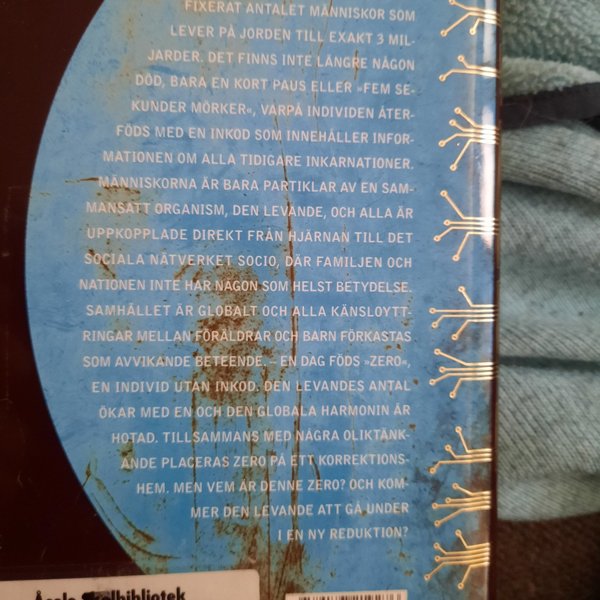 FIXERAT ANTALET MÄNNISKOR SOM
LEVER PÅ JORDEN TILL EXAKT 3 MIL-
JARDER. DET FINNS INTE LÄNGRE NÅGON
DÖD, BARA EN KORT PAUS ELLER »FEM SE-
KUNDER MÖRKER«, VARPÅ INDIVIDEN ÅTER-
FÖDS MED EN INKOD SOM INNEHÅLLER INFOR-
MATIONEN OM ALLA TIDIGARE INKARNATIONER.
MÄNNISKORNA ÄR BARA PARTIKLAR AV EN SAM-
MANSATT ORGANISM, DEN LEVANDE, OCH ALLA ÄR
UPPKOPPLADE DIREKT FRÅN HJÄRNAN TILL DET
SOCIALA NÄTVERKET SOCIO, DÄR FAMILJEN OCH
NATIONEN INTE HAR NÅGON SOM HELST BETYDELSE.
SAMHÄLLET ÄR GLOBALT OCH ALLA KÄNSLOYTT-
RINGAR MELLAN FÖRÄLDRAR OCH BARN FÖRKASTAS
SOM AVVIKANDE BETEENDE. – EN DAG FÖDS »ZERO«,
EN INDIVID UTAN INKOD. DEN LEVANDES ANTAL
ÖKAR MED EN OCH DEN GLOBALA HARMONIN ÄR
HOTAD. TILLSAMMANS MED NÅGRA OLIKTÄNK-
ANDE PLACERAS ZERO PÅ ETT KORREKTIONS-
HEM. MEN VEM ÄR DENNE ZERO? OCH KOM-
MER DEN LEVANDE ATT GÅ UNDER
I EN NY REDUKTION?